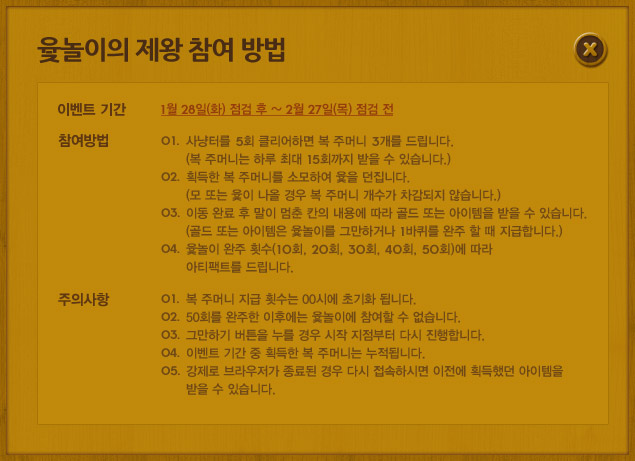 윷놀이의 제왕 참여 방법
이벤트 기간 1월 28일(화) 점검 후 ~ 2월 27일(목) 점검 전
참여방법 01. 사냥터를 5회 클리어하면 복 주머니 3개를 드립니다.
(복 주머니는 하루 최대 15회까지 받을 수 있습니다.)
02. 획득한 복 주머니를 소모하여 윷을 던집니다.
(모 또는 윷이 나올 경우 복 주머니 개수가 차감되지 않습니다.)
03. 이동 완료 후 말이 멈춘 칸의 내용에 따라 골드 또는 아이템을 받을 수 있습니다.
(골드 또는 아이템은 윷놀이를 그만하거나 1바퀴를 완주 할 때 지급합니다.)
04. 윷놀이 완주 횟수(10회, 20회, 30회, 40회, 50회)에 따라
아티팩트를 드립니다.
주의사항 01. 복 주머니 지급 횟수는 00시에 초기화 됩니다.
02. 50회를 완주한 이후에는 윷놀이에 참여할 수 없습니다.
03. 그만하기 버튼을 누를 경우 시작 지점부터 다시 진행합니다.
04. 이벤트 기간 중 획득한 복 주머니는 누적됩니다.
05. 강제로 브라우저가 종료된 경우 다시 접속하시면 이전에 획득했던 아이템을
받을 수 있습니다.